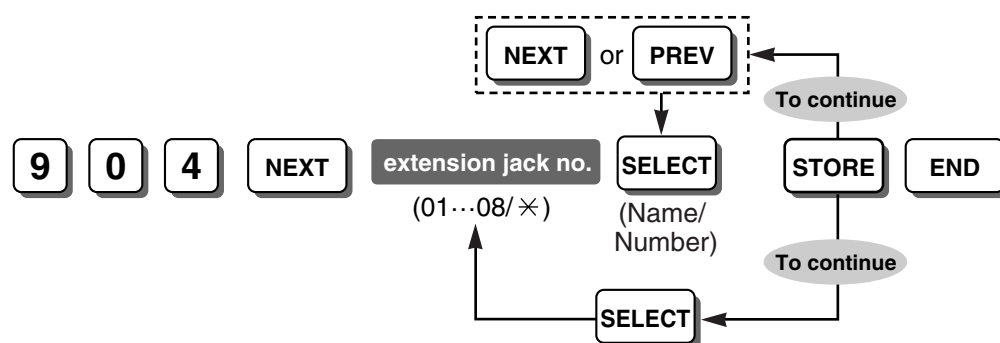 NEXT or PREV
To continue
9 0 4 NEXT extension jack no. SELECT STORE END
(01···08/✳)
(Name/
Number)
To continue
SELECT